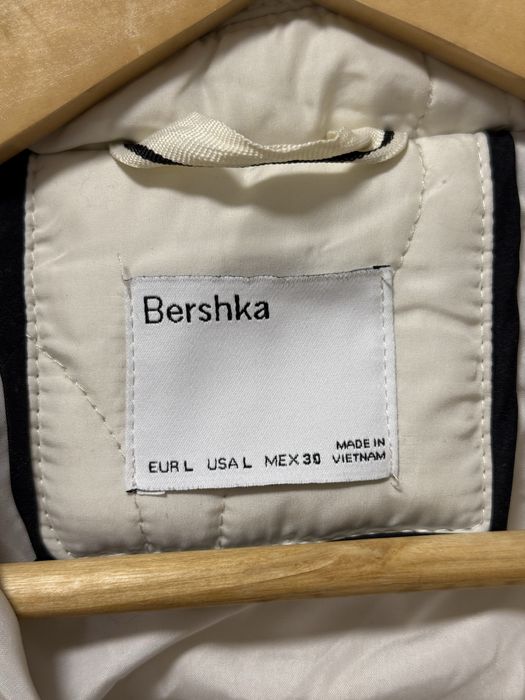 Bershka
EUR L USA L MEX 30
MADE IN
VIETNAM